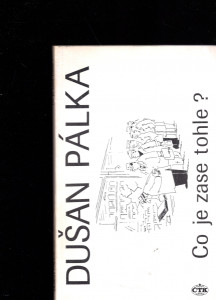 DUŠAN PÁLKA
Co je zase tohle ?
ČTK